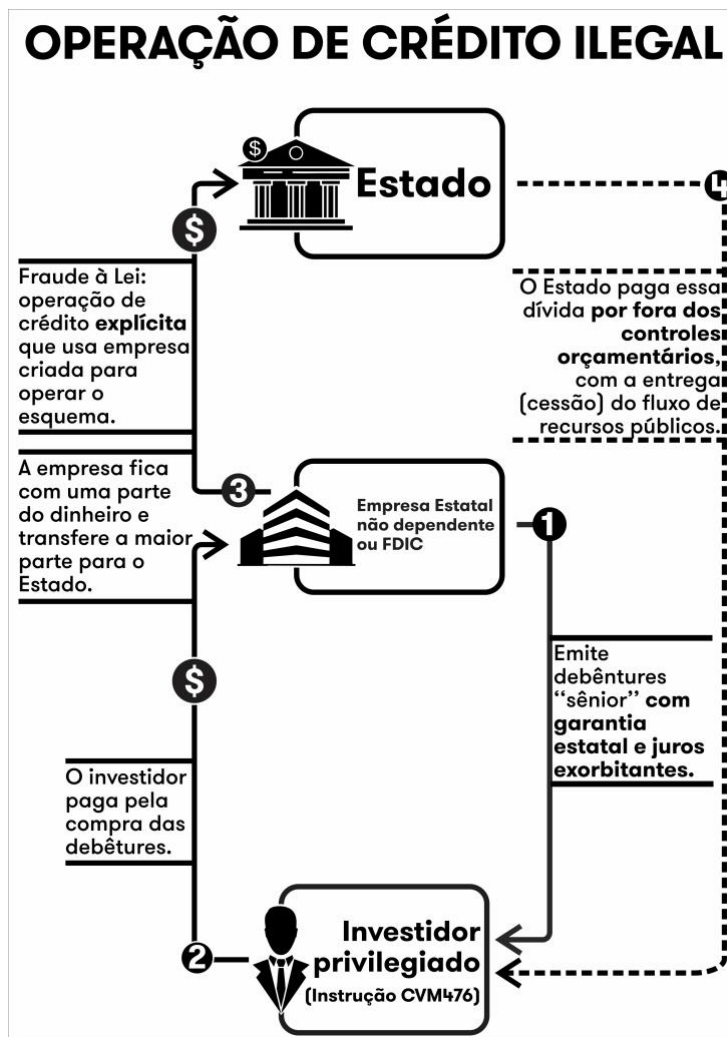 OPERAÇÃO DE CRÉDITO ILEGAL
$
Estado
4
$
Fraude à Lei:
operação de
crédito explícita
que usa empresa
criada para
operar o
esquema.
O Estado paga essa
dívida por fora dos
controles
orçamentários,
com a entrega
(cessão) do fluxo de
recursos públicos.
A empresa fica
com uma parte
do dinheiro e
transfere a maior
parte para o
Estado.
3
Empresa Estatal
não dependente
ou FDIC
1
$
Emite
debêntures
“sênior” com
garantia
estatal e juros
exorbitantes.
O investidor
paga pela
compra das
debêtures.
2
Investidor
privilegiado
(Instrução CVM476)